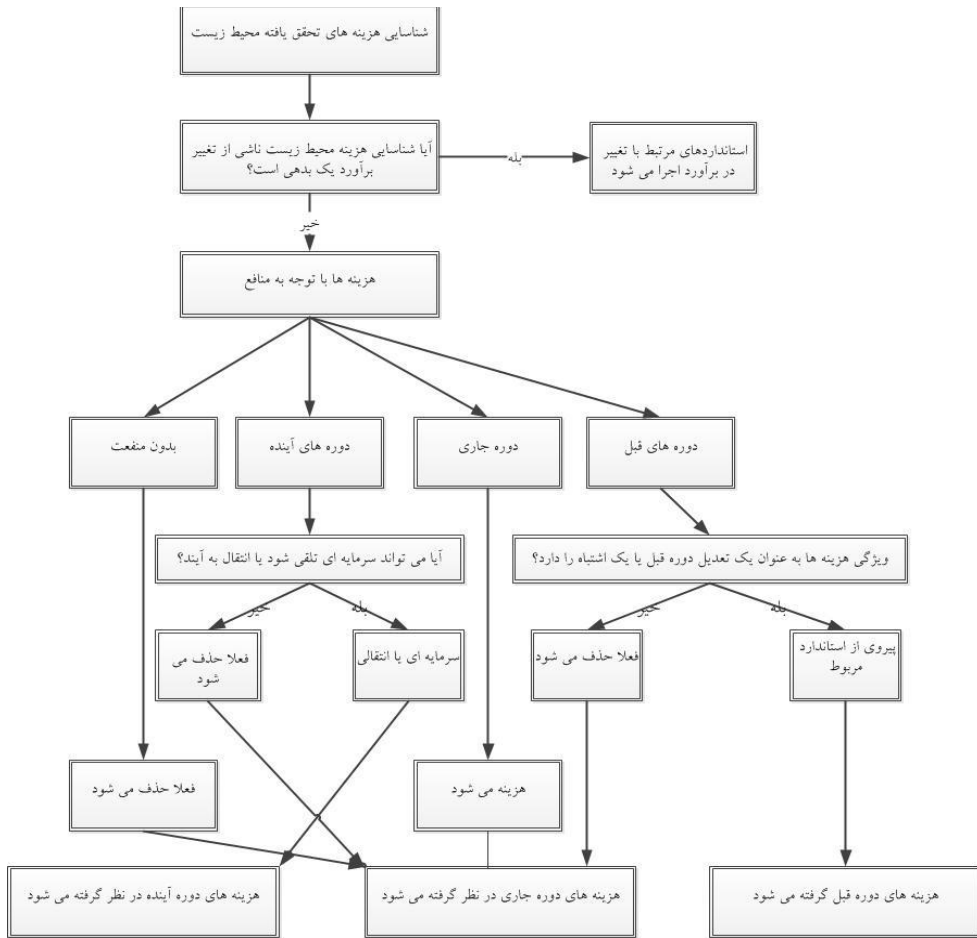 شناسایی هزینه های تحقق یافته محیط زیست
آیا شناسایی هزینه محیط زیست ناشی از تغییر
برآورد یک بدهی است؟
بله
استانداردهای مرتبط با تغییر
در برآورد اجرا می شود
خیر
هزینه ها با توجه به منافع
دوره های قبل
دوره جاری
دوره های آینده
بدون منفعت
ویژگی هزینه ها به عنوان یک تعدیل دوره قبل یا یک اشتباه را دارد؟
آیا می تواند سرمایه ای تلقی شود یا انتقال به آیند؟
بله
خیر
بله
خیر
پیروی از استاندارد
مربوط
فعلا حذف می شود
سرمایه ای یا انتقالی
فعلا حذف می
شود
هزینه می شود
فعلا حذف می شود
هزینه های دوره قبل گرفته می شود
هزینه های دوره جاری در نظر گرفته می شود
هزینه های دوره آینده در نظر گرفته می شود